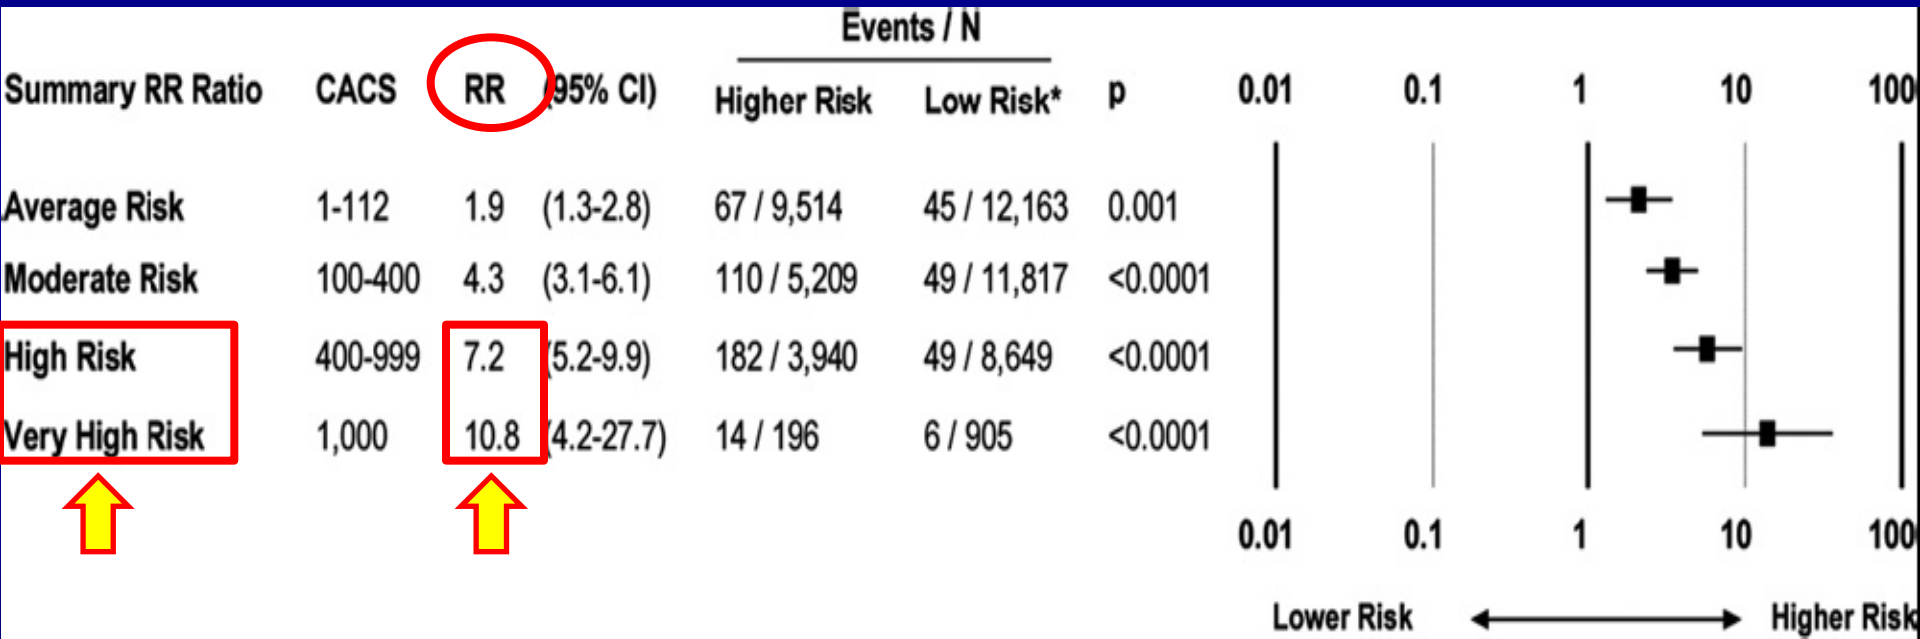 Events / N
Summary RR Ratio CACS RR (95% CI) Higher Risk Low Risk* p 0.01 0.1 1 10 100
Average Risk 1-112 1.9 (1.3-2.8) 67 / 9,514 45 / 12,163 0.001
Moderate Risk 100-400 4.3 (3.1-6.1) 110 / 5,209 49 / 11,817 <0.0001
High Risk 400-999 7.2 (5.2-9.9) 182 / 3,940 49 / 8,649 <0.0001
Very High Risk 1,000 10.8 (4.2-27.7) 14 / 196 6 / 905 <0.0001
0.01 0.1 1 10 100
Lower Risk Higher Risk